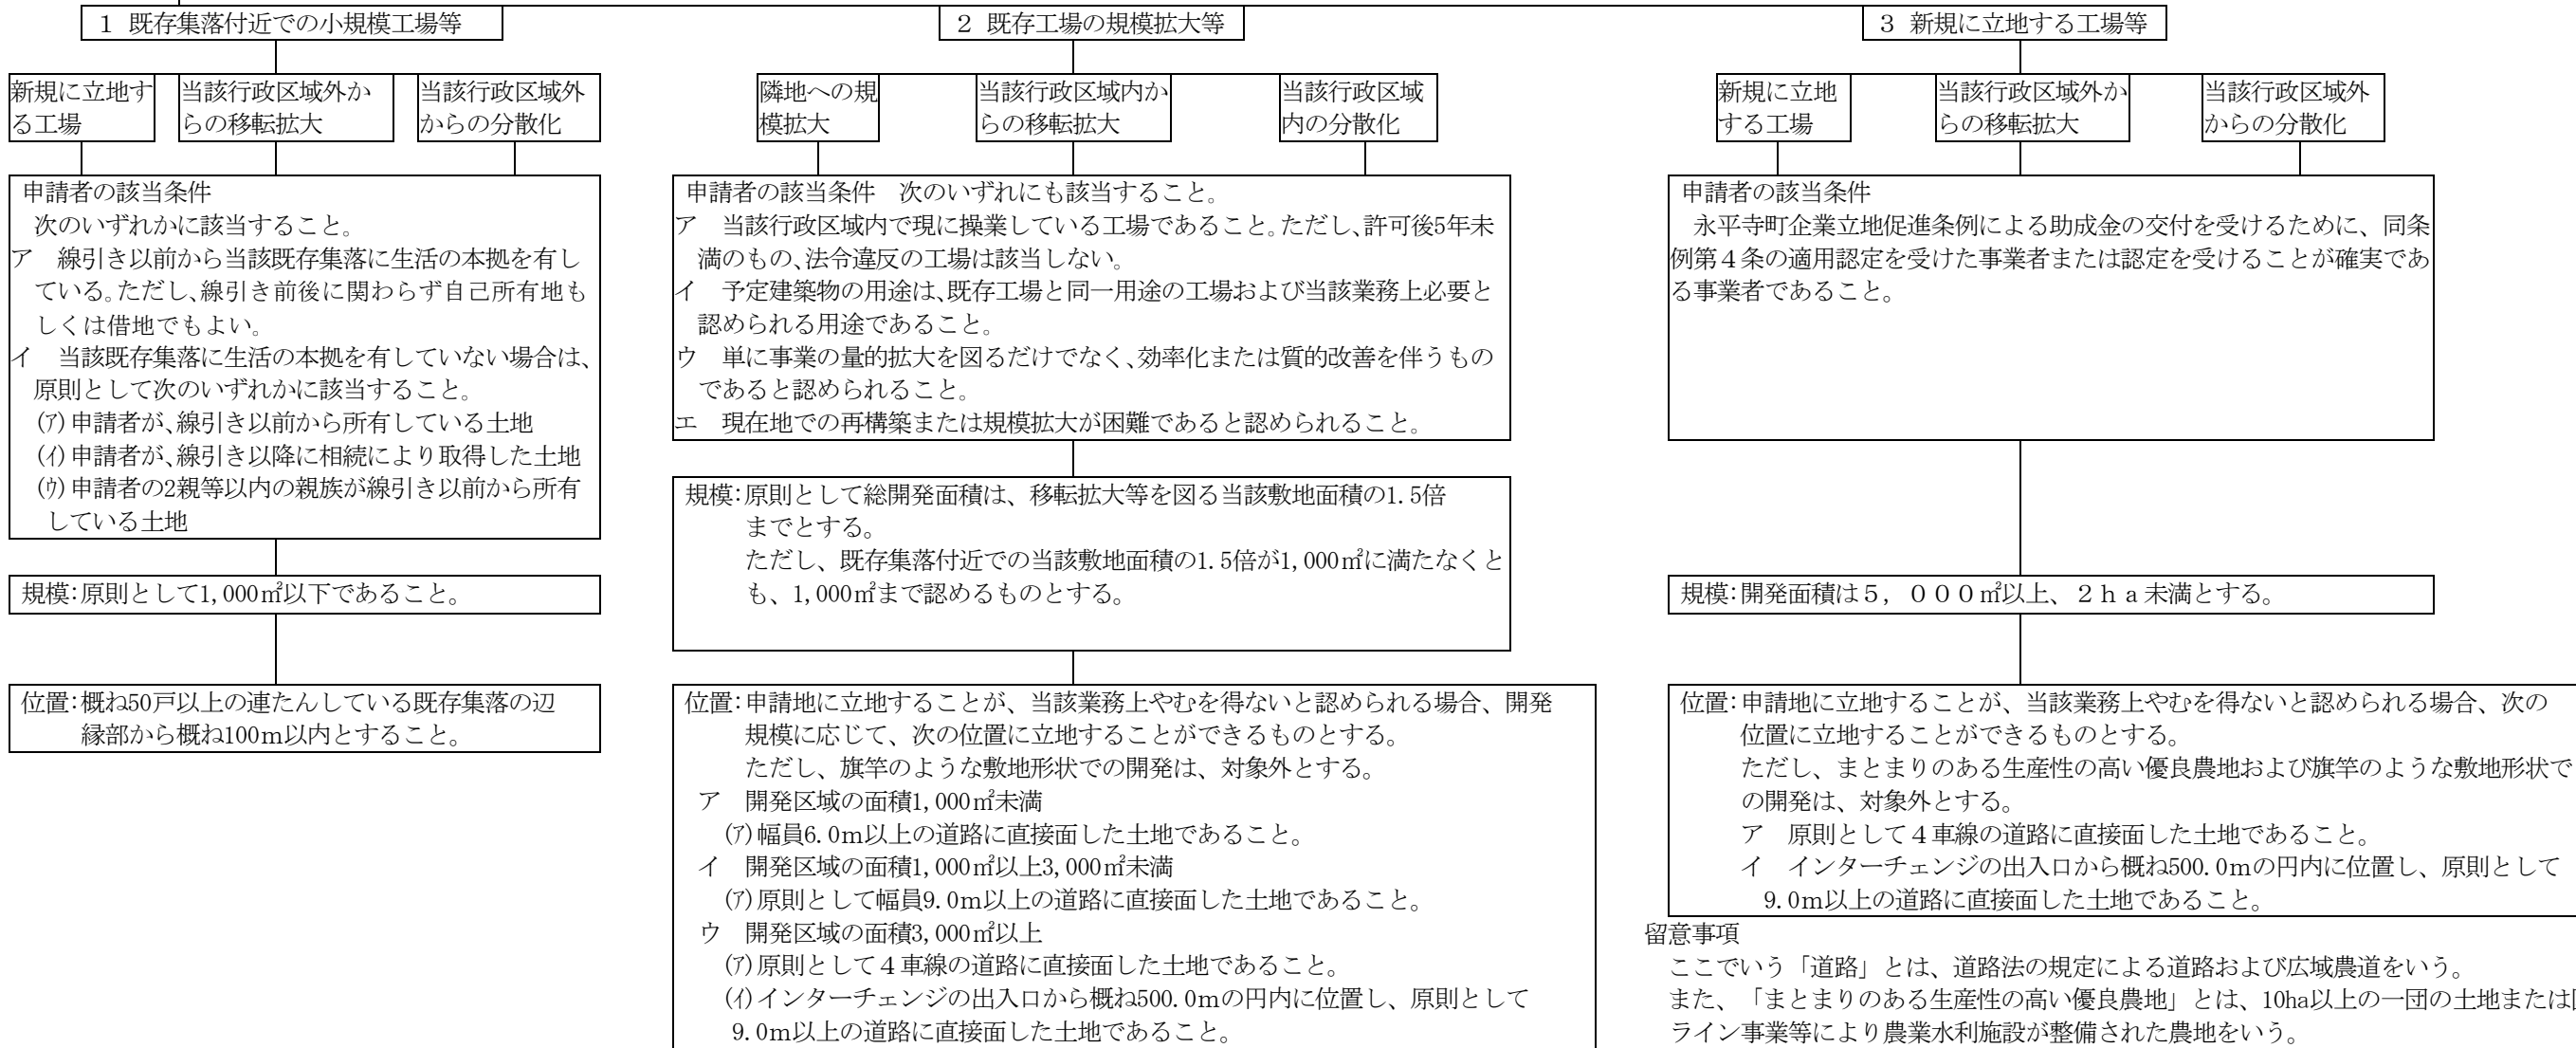 1 既存集落付近での小規模工場等
新規に立地す
る工場
当該行政区域外か
らの移転拡大
当該行政区域外
からの分散化
申請者の該当条件
次のいずれかに該当すること。
ア 線引き以前から当該既存集落に生活の本拠を有し
ている。ただし、線引き前後に関わらず自己所有地も
しくは借地でもよい。
イ 当該既存集落に生活の本拠を有していない場合は、
原則として次のいずれかに該当すること。
(ｱ)申請者が、線引き以前から所有している土地
(ｲ)申請者が、線引き以降に相続により取得した土地
(ｳ)申請者の2親等以内の親族が線引き以前から所有
している土地
規模:原則として1,000㎡以下であること。
位置:概ね50戸以上の連たんしている既存集落の辺
縁部から概ね100m以内とすること。
2 既存工場の規模拡大等
隣地への規
模拡大
当該行政区域内か
らの移転拡大
当該行政区域
内の分散化
申請者の該当条件 次のいずれにも該当すること。
ア 当該行政区域内で現に操業している工場であること。ただし、許可後5年未
満のもの、法令違反の工場は該当しない。
イ 予定建築物の用途は、既存工場と同一用途の工場および当該業務上必要と
認められる用途であること。
ウ 単に事業の量的拡大を図るだけでなく、効率化または質的改善を伴うもの
であると認められること。
エ 現在地での再構築または規模拡大が困難であると認められること。
規模:原則として総開発面積は、移転拡大等を図る当該敷地面積の1.5倍
までとする。
ただし、既存集落付近での当該敷地面積の1.5倍が1,000㎡に満たなくと
も、1,000㎡まで認めるものとする。
位置:申請地に立地することが、当該業務上やむを得ないと認められる場合、開発
規模に応じて、次の位置に立地することができるものとする。
ただし、旗竿のような敷地形状での開発は、対象外とする。
ア 開発区域の面積1,000㎡未満
(ｱ)幅員6.0m以上の道路に直接面した土地であること。
イ 開発区域の面積1,000㎡以上3,000㎡未満
(ｱ)原則として幅員9.0m以上の道路に直接面した土地であること。
ウ 開発区域の面積3,000㎡以上
(ｱ)原則として４車線の道路に直接面した土地であること。
(ｲ)インターチェンジの出入口から概ね500.0mの円内に位置し、原則として
9.0m以上の道路に直接面した土地であること。
3 新規に立地する工場等
新規に立地
する工場
当該行政区域外か
らの移転拡大
当該行政区域外
からの分散化
申請者の該当条件
永平寺町企業立地促進条例による助成金の交付を受けるために、同条
例第４条の適用認定を受けた事業者または認定を受けることが確実であ
る事業者であること。
規模:開発面積は５，０００㎡以上、２ｈａ未満とする。
位置:申請地に立地することが、当該業務上やむを得ないと認められる場合、次の
位置に立地することができるものとする。
ただし、まとまりのある生産性の高い優良農地および旗竿のような敷地形状で
の開発は、対象外とする。
ア 原則として４車線の道路に直接面した土地であること。
イ インターチェンジの出入口から概ね500.0mの円内に位置し、原則として
9.0m以上の道路に直接面した土地であること。
留意事項
ここでいう「道路」とは、道路法の規定による道路および広域農道をいう。
また、「まとまりのある生産性の高い優良農地」とは、10ha以上の一団の土地または
ライン事業等により農業水利施設が整備された農地をいう。